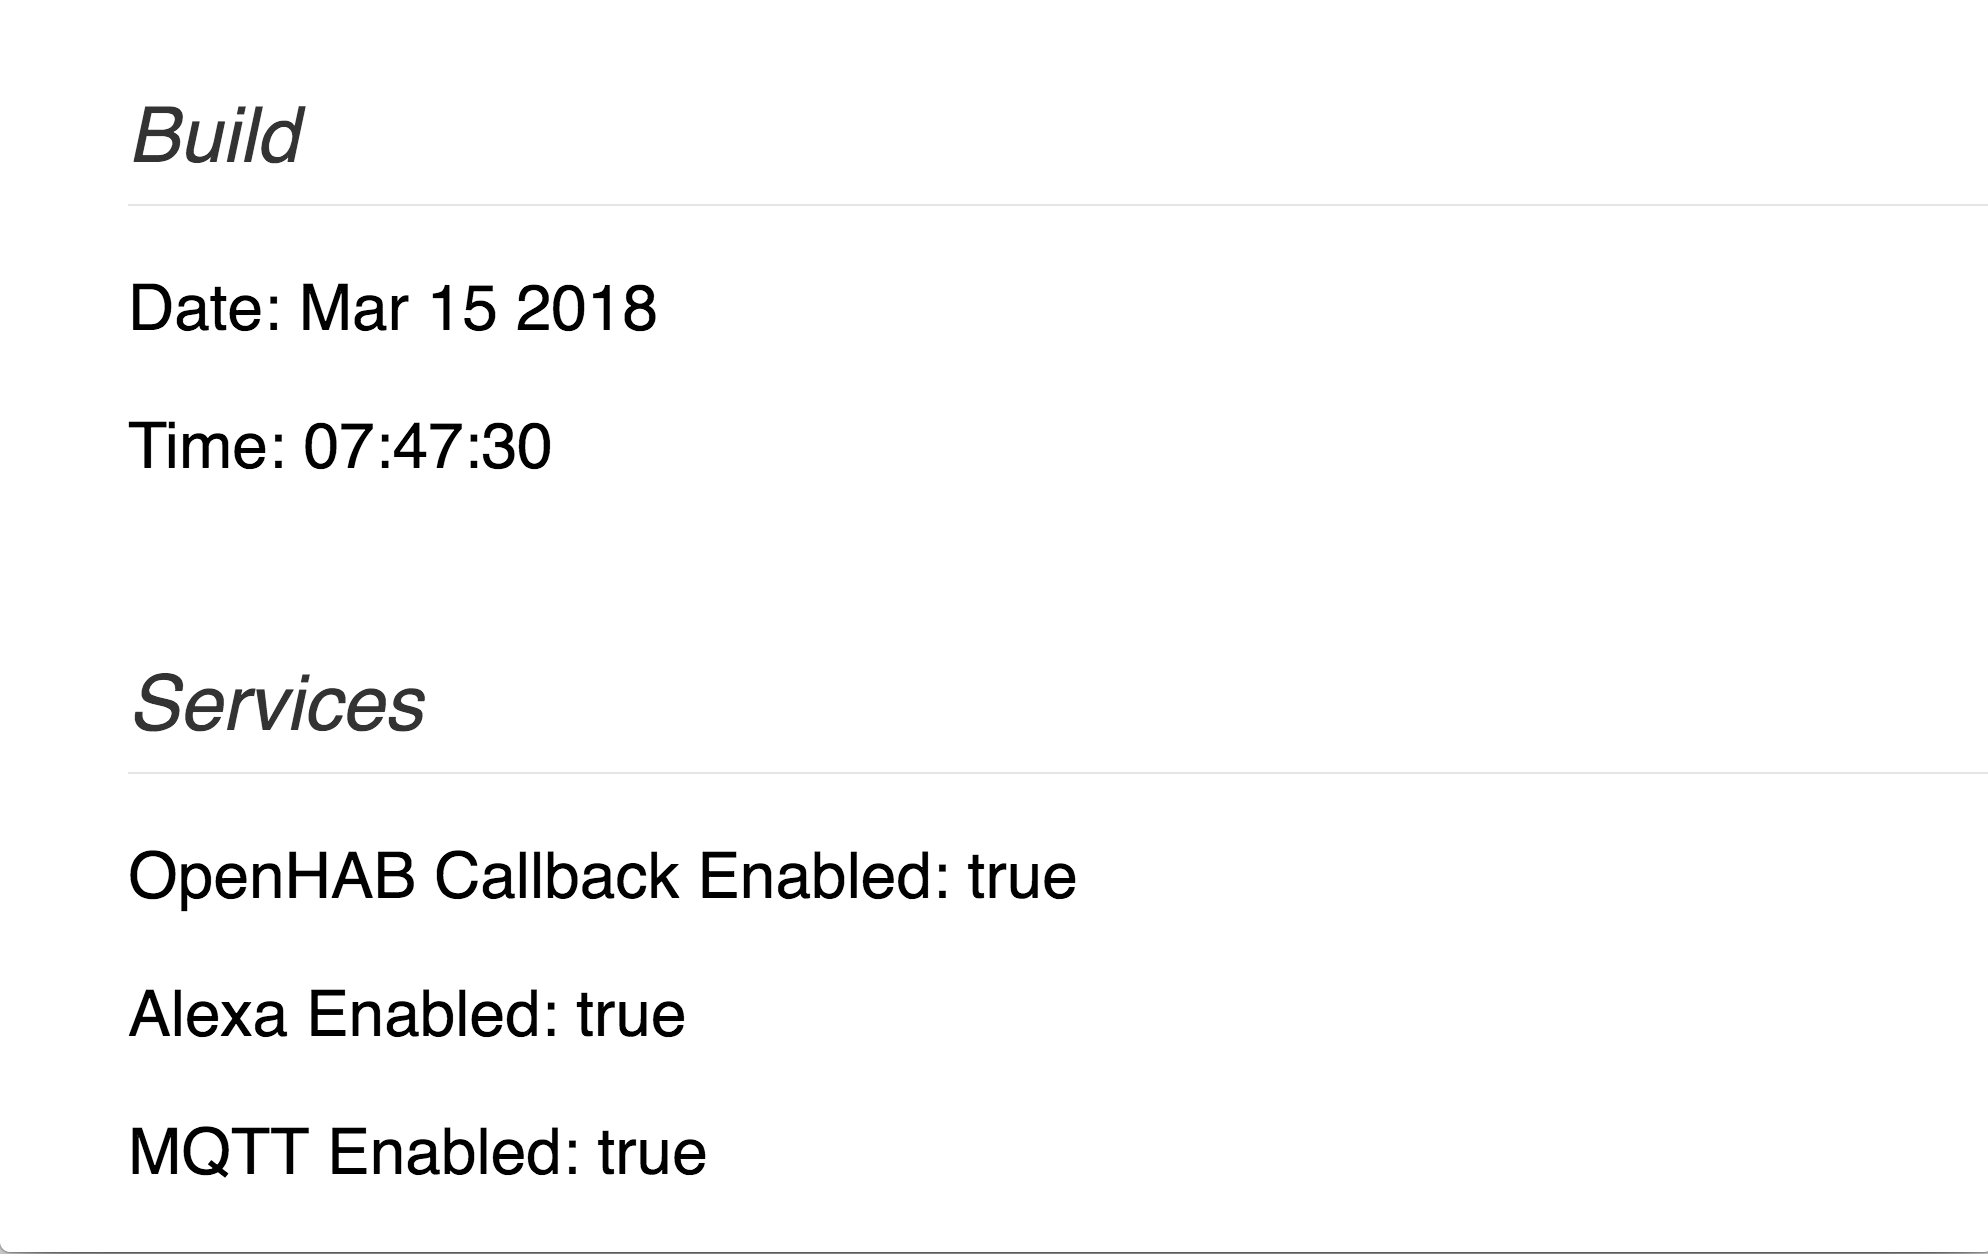 Build
Date: Mar 15 2018
Time: 07:47:30
Services
OpenHAB Callback Enabled: true
Alexa Enabled: true
MQTT Enabled: true